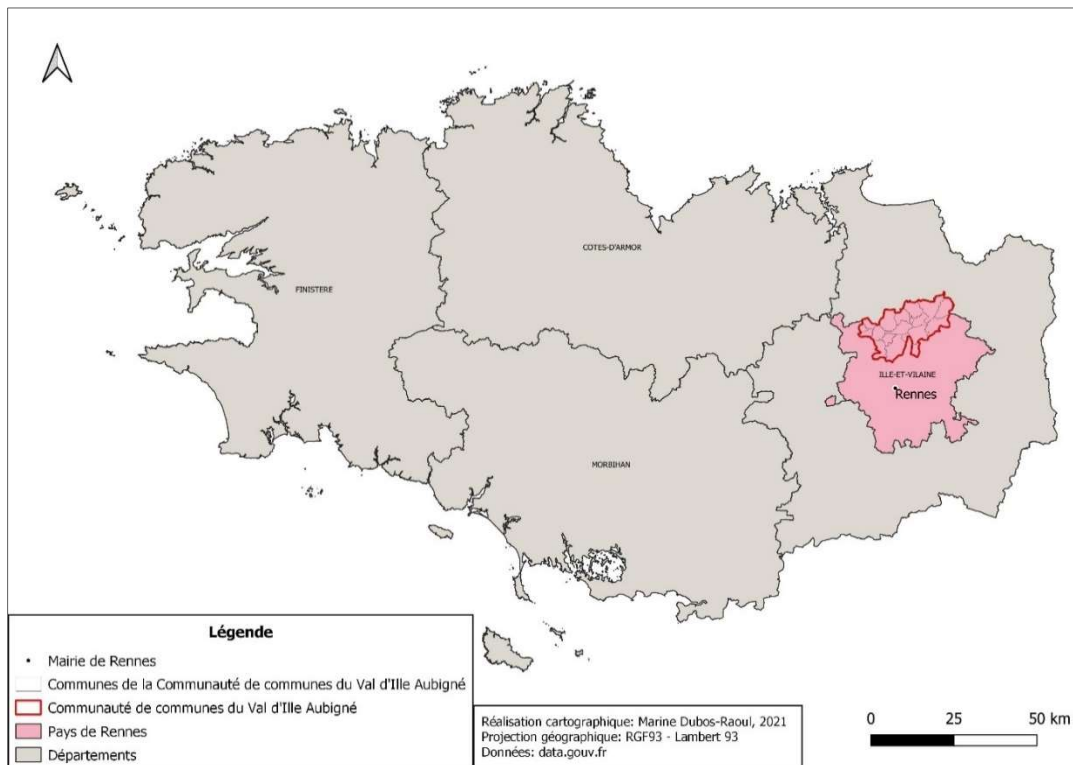 COTES-D'ARMOR
FINISTERE
ILLE-ET-VILAINE
Rennes
MORBIHAN
Légende
Mairie de Rennes
Communes de la Communauté de communes du Val d'Ille Aubigné
Communauté de communes du Val d'Ille Aubigné
Pays de Rennes
Départements
Réalisation cartographique: Marine Dubos-Raoul, 2021
Projection géographique: RGF93 - Lambert 93
Données: data.gouv.fr
0 25 50 km